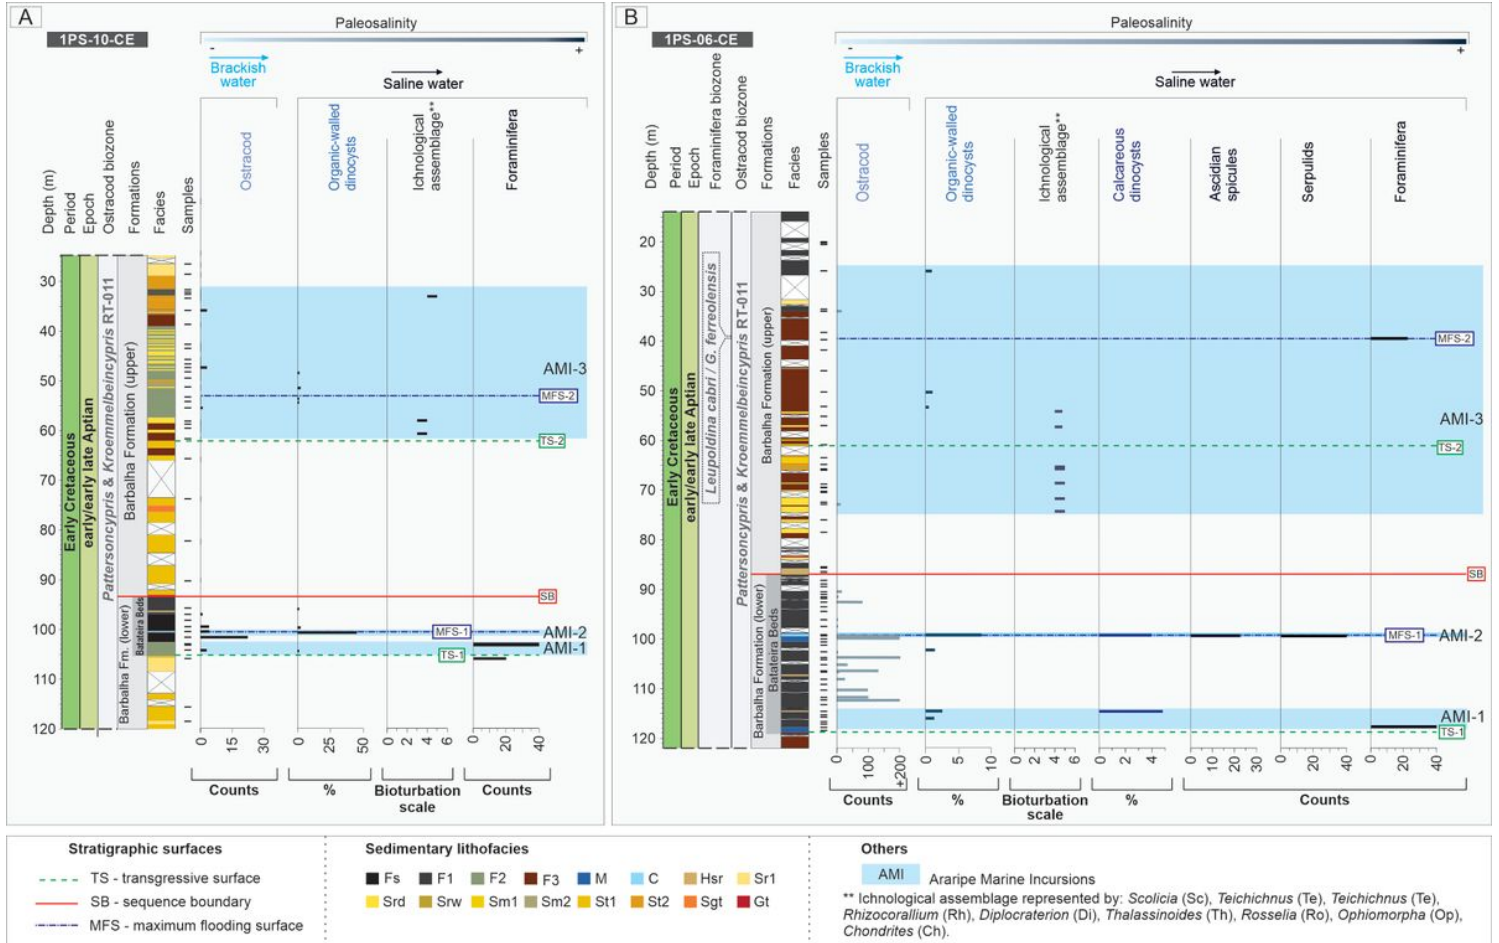 A
1PS-10-CE
Paleosalinity
-
+
Brackish
water
Saline water
Depth (m)
Period
Epoch
Ostracod biozone
Formations
Facies
Samples
Ostracod
Organic-walled
dinocysts
Ichnological
assemblage**
Foraminifera
30
40
50
60
70
80
90
100
110
120
Early Cretaceous
early/early late Aptian
Pattersoncypris & Kroemmelbeincypris RT-011
Barbalha Formation (upper)
Barbalha Fm. (lower)
Batateira Beds
AMI-3
MFS-2
TS-2
SB
MFS-1
AMI-2
AMI-1
TS-1
0 15 30
0 25 50
0 2 4 6
0 20 40
Counts
%
Bioturbation
scale
Counts
B
1PS-06-CE
Paleosalinity
-
+
Brackish
water
Saline water
Depth (m)
Period
Epoch
Foraminifera biozone
Ostracod biozone
Formations
Facies
Samples
Ostracod
Organic-walled
dinocysts
Ichnological
assemblage**
Calcareous
dinocysts
Ascidian
spicules
Serpulids
Foraminifera
20
30
40
50
60
70
80
90
100
110
120
Early Cretaceous
early/early late Aptian
Leupoldina cabri / G. ferreolensis
Pattersoncypris & Kroemmelbeincypris RT-011
Barbalha Formation (upper)
Barbalha Formation (lower)
Batateira Beds
MFS-2
AMI-3
TS-2
SB
MFS-1
AMI-2
AMI-1
TS-1
0 100 +200
0 5 10
0 2 4 6
0 2 4
0 10 20 30
0 20 40
0 20 40
Counts
%
Bioturbation
scale
%
Counts
Stratigraphic surfaces
TS - transgressive surface
SB - sequence boundary
MFS - maximum flooding surface
Sedimentary lithofacies
Fs F1 F2 F3 M C Hsr Sr1
Srd Srw Sm1 Sm2 St1 St2 Sgt Gt
Others
AMI Araripe Marine Incursions
** Ichnological assemblage represented by: Scolicia (Sc), Teichichnus (Te), Teichichnus (Te),
Rhizocorallium (Rh), Diplocraterion (Di), Thalassinoides (Th), Rosselia (Ro), Ophiomorpha (Op),
Chondrites (Ch).